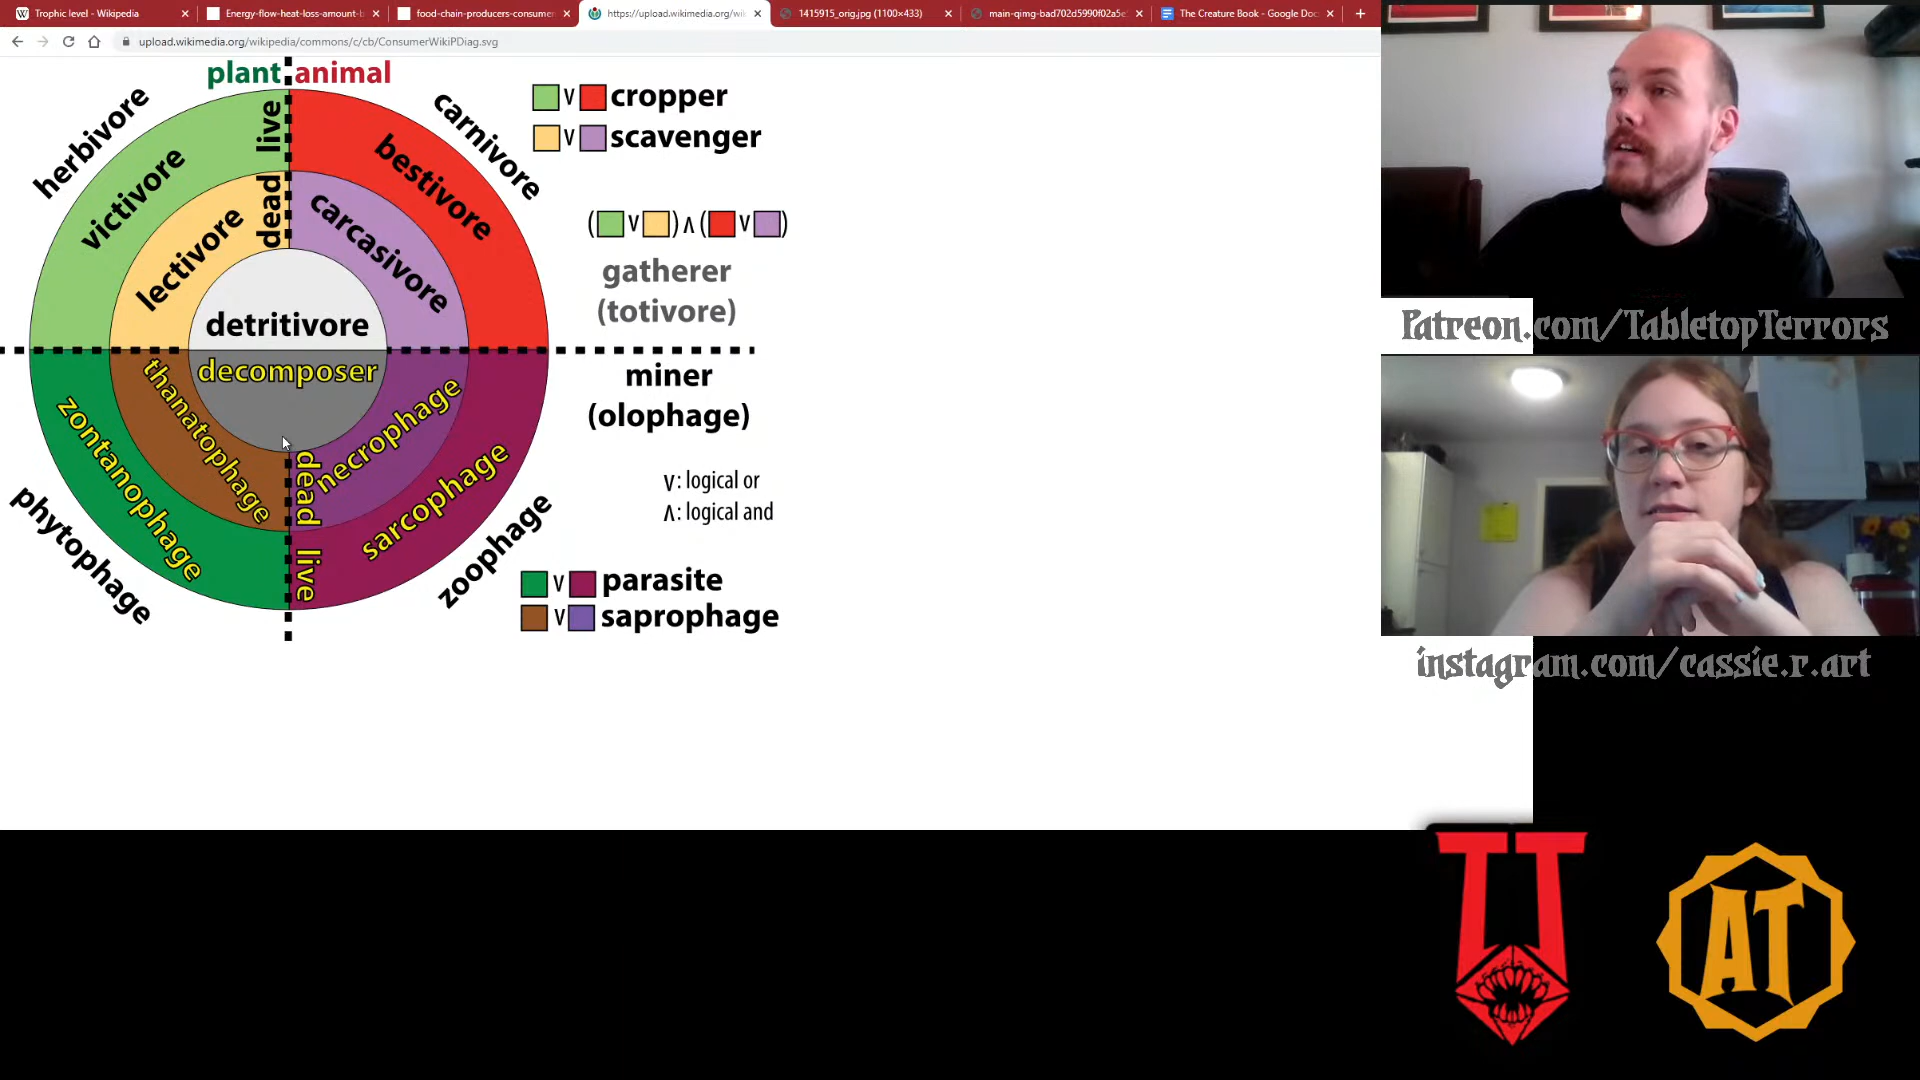 Trophic level - Wikipedia
Energy-flow-heat-loss-amount-b
food-chain-producers-consumer
https://upload.wikimedia.org/wi
1415915_orig.jpg (1100×433)
main-qimg-bad702d5990f02a5e
The Creature Book - Google Doc
upload.wikimedia.org/wikipedia/commons/c/cb/ConsumerWikiPDiag.svg
plant animal
herbivore
carnivore
live
victivore
bestivore
dead
lectivore
carcasivore
detritivore
decomposer
thanatophage
necrophage
zontanophage
sarcophage
dead
live
phytophage
zoophage
v cropper
v scavenger
( v ) ʌ ( v )
gatherer
(totivore)
miner
(olophage)
v: logical or
ʌ: logical and
v parasite
v saprophage
Patreon.com/TabletopTerrors
instagram.com/cassie.r.art
TT
AT